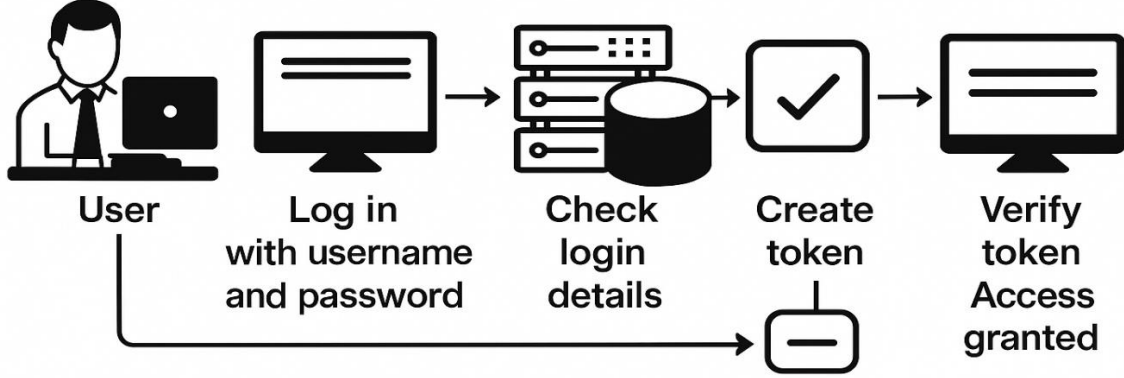 User
Log in
with username
and password
Check
login
details
Create
token
Verify
token
Access
granted